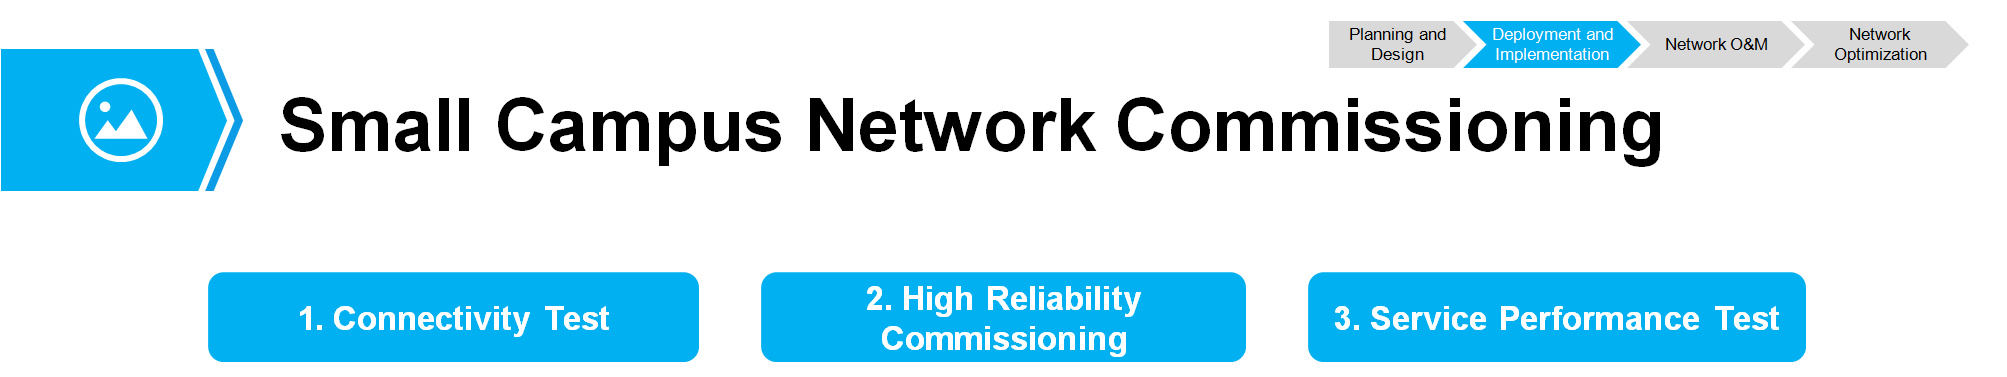 Planning and
Design
Deployment and
Implementation
Network O&M
Network
Optimization
Small Campus Network Commissioning
1. Connectivity Test
2. High Reliability
Commissioning
3. Service Performance Test